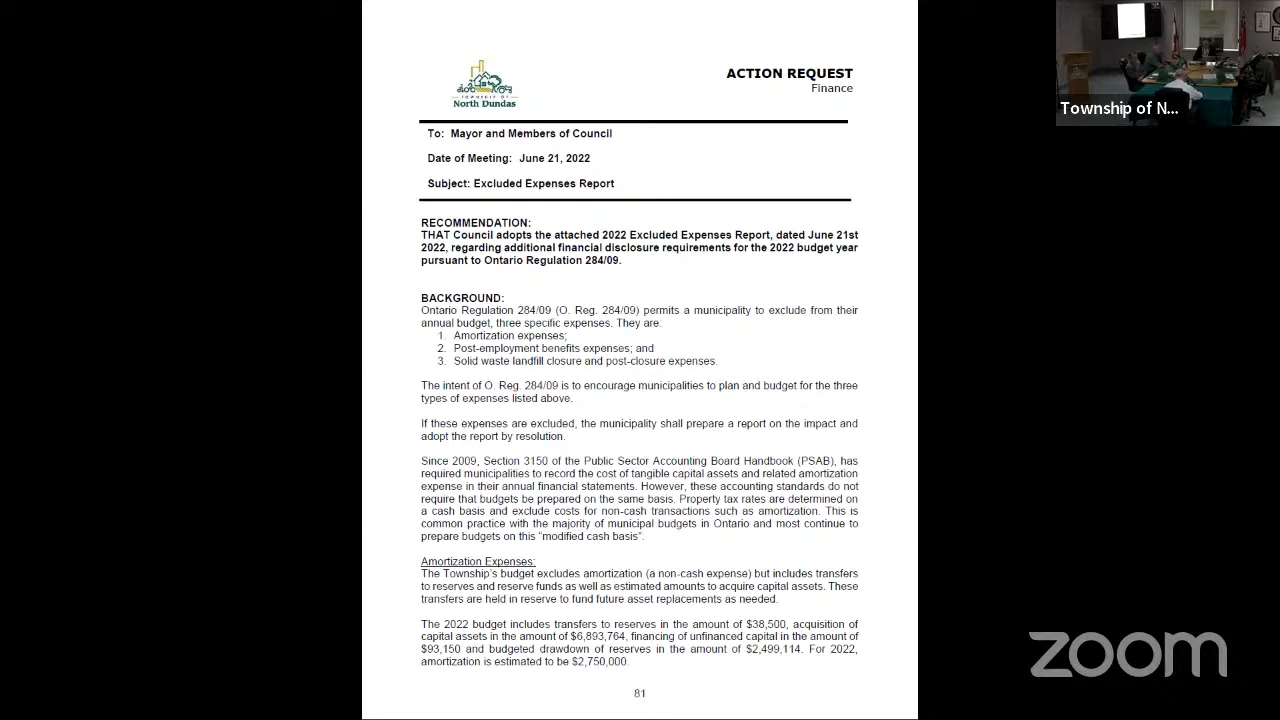 TOWNSHIP OF
North Dundas
ACTION REQUEST
Finance
To: Mayor and Members of Council
Date of Meeting: June 21, 2022
Subject: Excluded Expenses Report
RECOMMENDATION:
THAT Council adopts the attached 2022 Excluded Expenses Report, dated June 21st
2022, regarding additional financial disclosure requirements for the 2022 budget year
pursuant to Ontario Regulation 284/09.
BACKGROUND:
Ontario Regulation 284/09 (O. Reg. 284/09) permits a municipality to exclude from their
annual budget, three specific expenses. They are.
1. Amortization expenses;
2. Post-employment benefits expenses; and
3. Solid waste landfill closure and post-closure expenses.
The intent of O. Reg. 284/09 is to encourage municipalities to plan and budget for the three
types of expenses listed above.
If these expenses are excluded, the municipality shall prepare a report on the impact and
adopt the report by resolution.
Since 2009, Section 3150 of the Public Sector Accounting Board Handbook (PSAB), has
required municipalities to record the cost of tangible capital assets and related amortization
expense in their annual financial statements. However, these accounting standards do not
require that budgets be prepared on the same basis. Property tax rates are determined on
a cash basis and exclude costs for non-cash transactions such as amortization. This is
common practice with the majority of municipal budgets in Ontario and most continue to
prepare budgets on this “modified cash basis”.
Amortization Expenses:
The Township's budget excludes amortization (a non-cash expense) but includes transfers
to reserves and reserve funds as well as estimated amounts to acquire capital assets. These
transfers are held in reserve to fund future asset replacements as needed.
The 2022 budget includes transfers to reserves in the amount of $38,500, acquisition of
capital assets in the amount of $6,893,764, financing of unfinanced capital in the amount of
$93,150 and budgeted drawdown of reserves in the amount of $2,499,114. For 2022,
amortization is estimated to be $2,750,000.
81
Township of N...
zoom